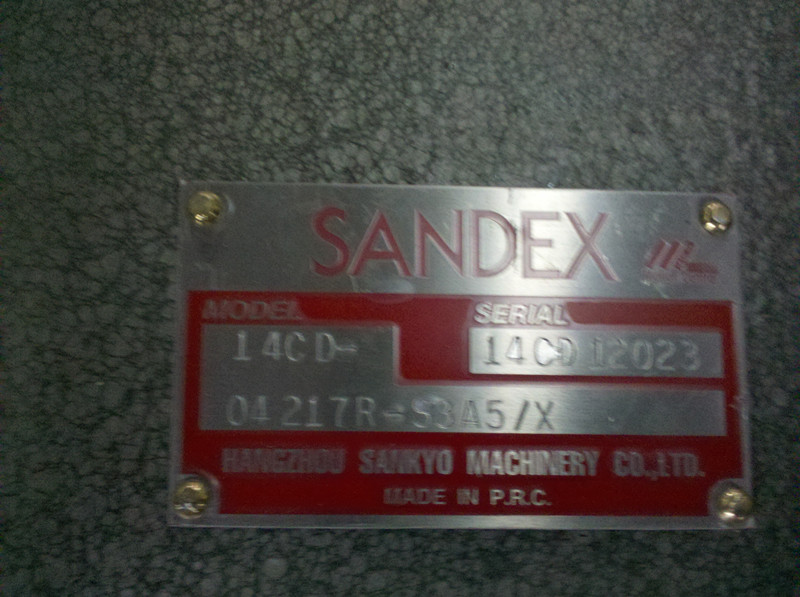 SANDEX
MODEL
SERIAL
14CD-
14CD12023
04217R-S3A5/X
HANGZHOU SANKYO MACHINERY CO.,LTD.
MADE IN P.R.C.